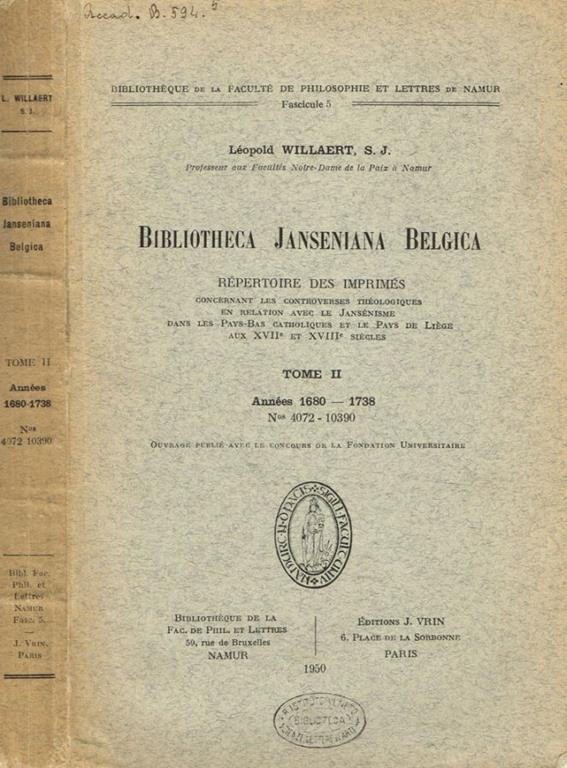 Accad. B. 594. 5
L. WILLAERT
S. J.
Bibliotheca
Janseniana
Belgica
TOME II
Années
1680-1738
Nos
4072-10390
Bibl. Fac.
Phil. et
Lettres
NAMUR
Fasc. 5.
J. VRIN,
PARIS
BIBLIOTHÈQUE DE LA FACULTÉ DE PHILOSOPHIE ET LETTRES DE NAMUR
Fascicule 5
Léopold WILLAERT, S. J.
Professeur aux Facultés Notre-Dame de la Paix à Namur
BIBLIOTHECA JANSENIANA BELGICA
RÉPERTOIRE DES IMPRIMÉS
CONCERNANT LES CONTROVERSES THÉOLOGIQUES
EN RELATION AVEC LE JANSÉNISME
DANS LES PAYS-BAS CATHOLIQUES ET LE PAYS DE LIÈGE
AUX XVIIe ET XVIIIe SIÈCLES
TOME II
Années 1680 — 1738
Nos 4072 - 10390
OUVRAGE PUBLIÉ AVEC LE CONCOURS DE LA FONDATION UNIVERSITAIRE
BIBLIOTHÈQUE DE LA
FAC. DE PHIL. ET LETTRES
59, rue de Bruxelles
NAMUR
ÉDITIONS J. VRIN
6, PLACE DE LA SORBONNE
PARIS
1950
R. ISTITUTO VENETO
BIBLIOTECA